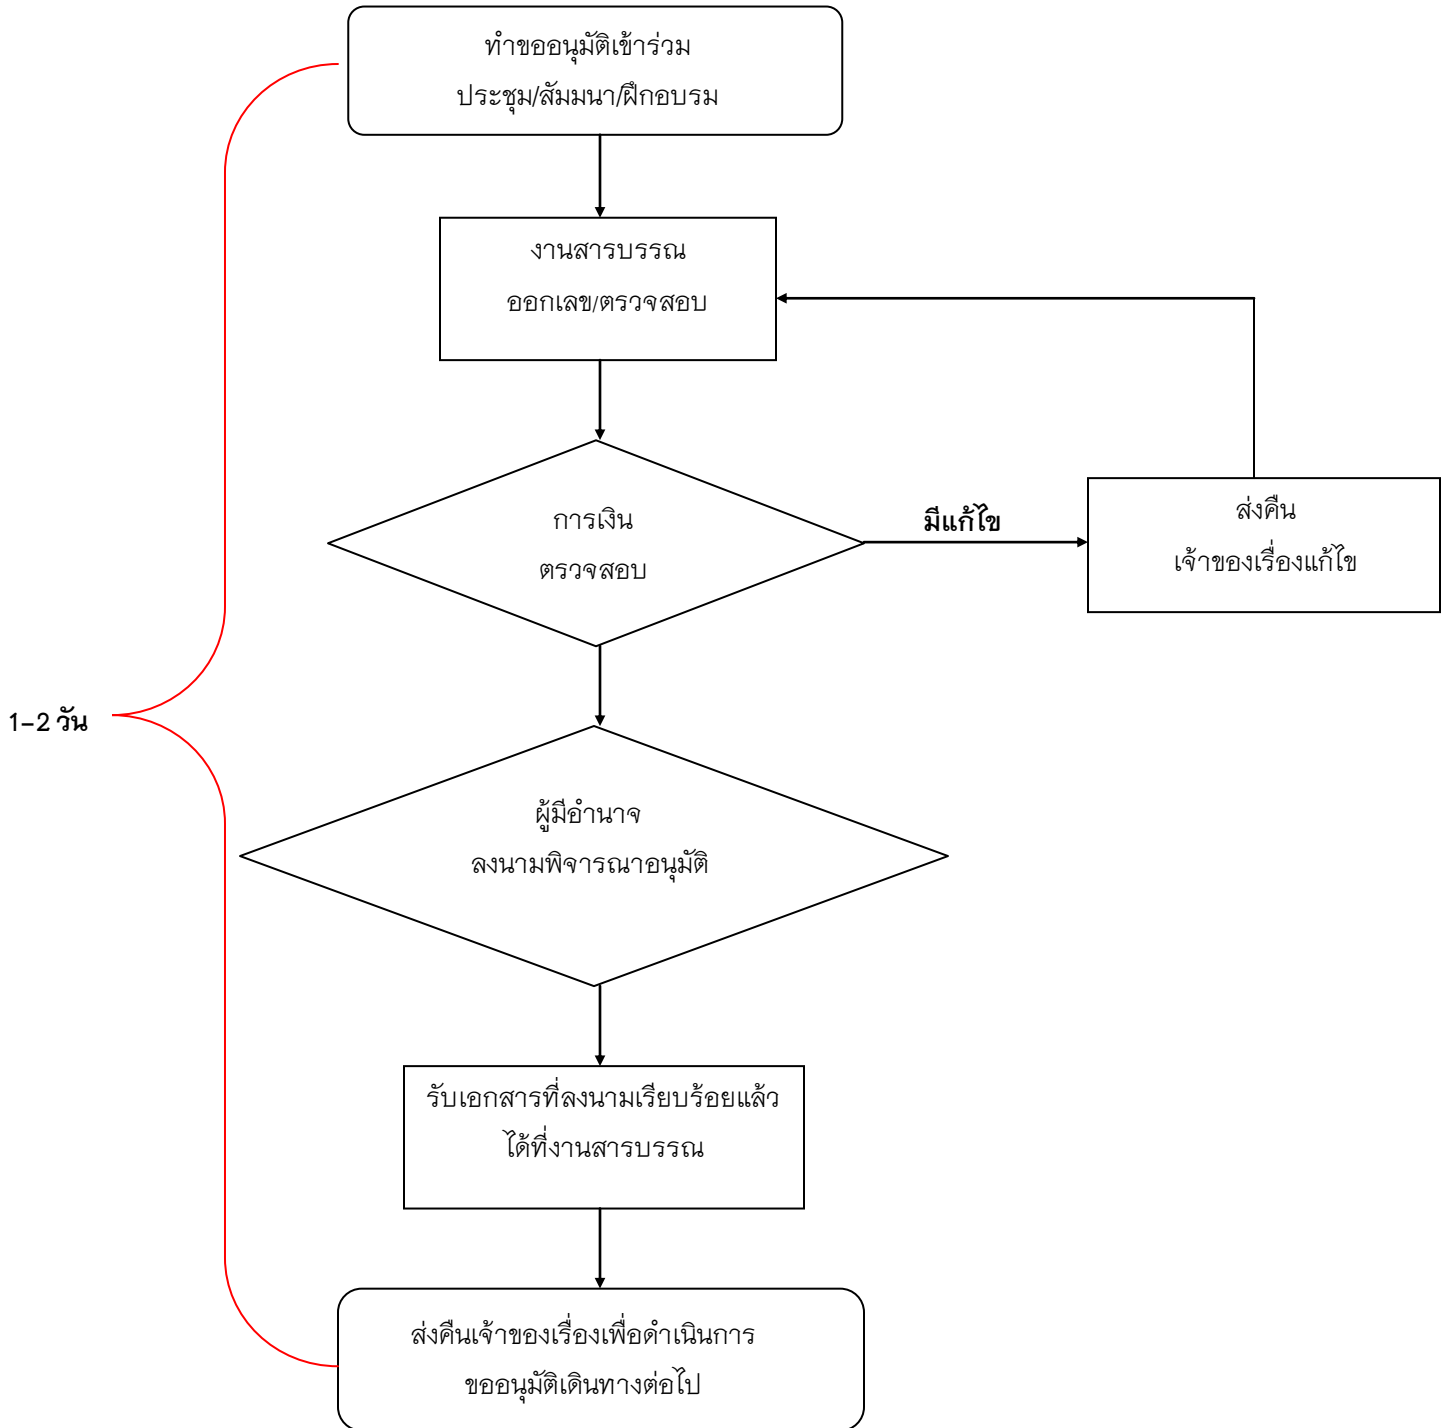 ทำขออนุมัติเข้าร่วม
ประชุม/สัมมนา/ฝึกอบรม
งานสารบรรณ
ออกเลข/ตรวจสอบ
การเงิน
ตรวจสอบ
มีแก้ไข
ส่งคืน
เจ้าของเรื่องแก้ไข
1-2 วัน
ผู้มีอำนาจ
ลงนามพิจารณาอนุมัติ
รับเอกสารที่ลงนามเรียบร้อยแล้ว
ได้ที่งานสารบรรณ
ส่งคืนเจ้าของเรื่องเพื่อดำเนินการ
ขออนุมัติเดินทางต่อไป